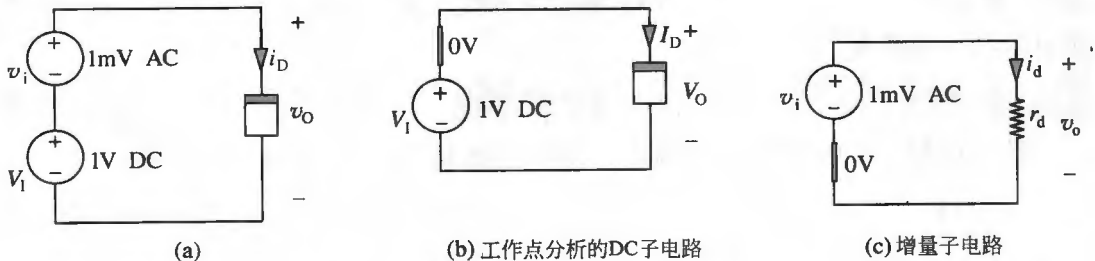 +
+
−
v_i
1mV AC
i_D
+
−
V_I
1V DC
v_O
−
(a)
0V
I_D
+
+
−
V_I
1V DC
V_O
−
(b) 工作点分析的DC子电路
+
−
v_i
1mV AC
i_d
+
r_d
v_o
0V
−
(c) 增量子电路